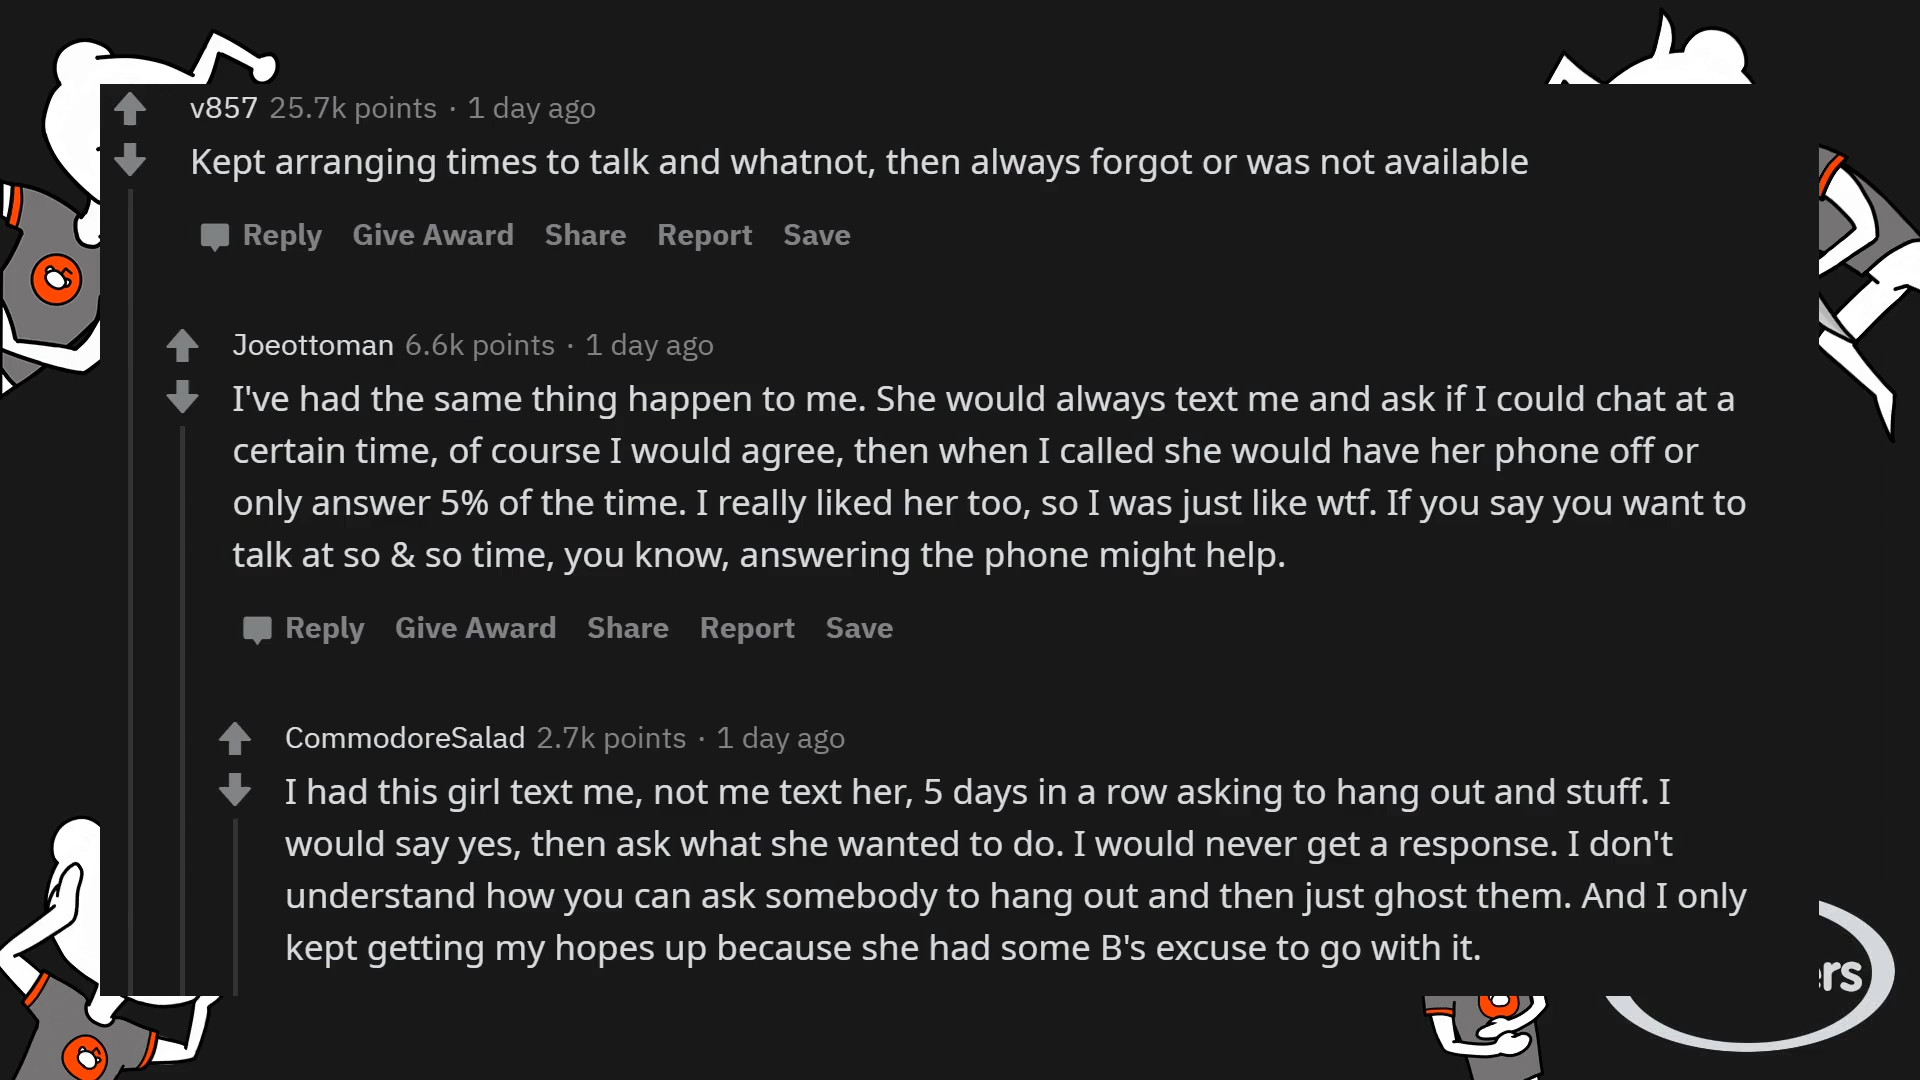 v857 25.7k points · 1 day ago
Kept arranging times to talk and whatnot, then always forgot or was not available
Reply Give Award Share Report Save
Joeottoman 6.6k points · 1 day ago
I've had the same thing happen to me. She would always text me and ask if I could chat at a
certain time, of course I would agree, then when I called she would have her phone off or
only answer 5% of the time. I really liked her too, so I was just like wtf. If you say you want to
talk at so & so time, you know, answering the phone might help.
Reply Give Award Share Report Save
CommodoreSalad 2.7k points · 1 day ago
I had this girl text me, not me text her, 5 days in a row asking to hang out and stuff. I
would say yes, then ask what she wanted to do. I would never get a response. I don't
understand how you can ask somebody to hang out and then just ghost them. And I only
kept getting my hopes up because she had some B's excuse to go with it.